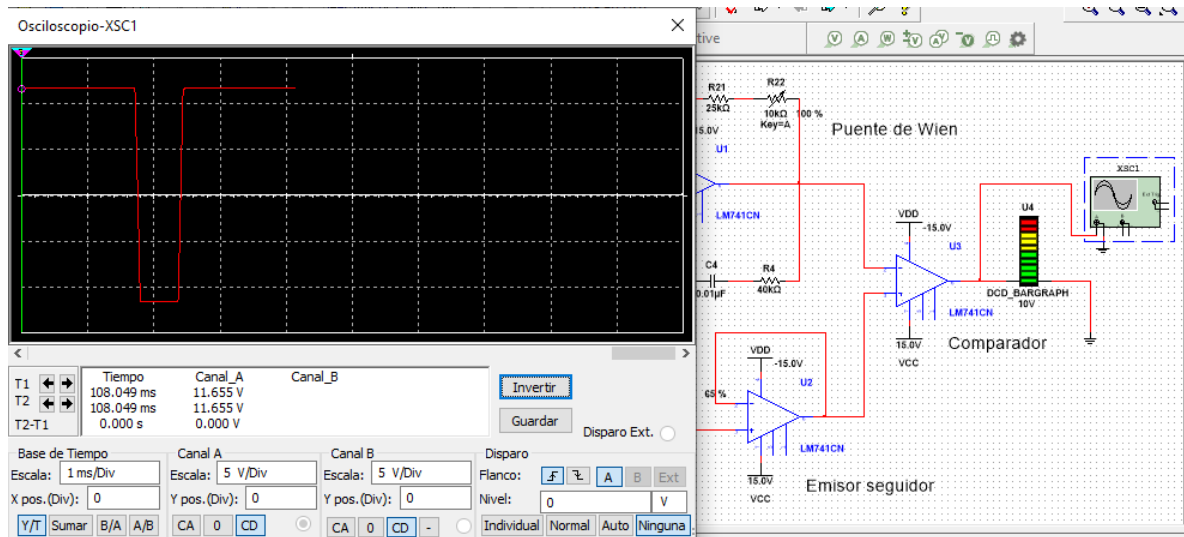 Osciloscopio-XSC1
Tiempo Canal_A Canal_B
T1 108.049 ms 11.655 V
T2 108.049 ms 11.655 V
T2-T1 0.000 s 0.000 V
Invertir
Guardar
Disparo Ext.
Base de Tiempo
Escala: 1 ms/Div
X pos.(Div): 0
Y/T Sumar B/A A/B
Canal A
Escala: 5 V/Div
Y pos.(Div): 0
CA 0 CD
Canal B
Escala: 5 V/Div
Y pos.(Div): 0
CA 0 CD -
Disparo
Flanco: A B Ext
Nivel: 0 V
Individual Normal Auto Ninguna
tive
V A W V A V
R21
25kΩ
R22
10kΩ 100 %
Key=A
15.0V
Puente de Wien
U1
LM741CN
C4
0.01µF
R4
40kΩ
VDD
-15.0V
U3
LM741CN
15.0V
VCC
Comparador
U4
DCD_BARGRAPH
10V
XSC1
Ext Trig
A B
VDD
-15.0V
65 %
U2
LM741CN
15.0V
VCC
Emisor seguidor